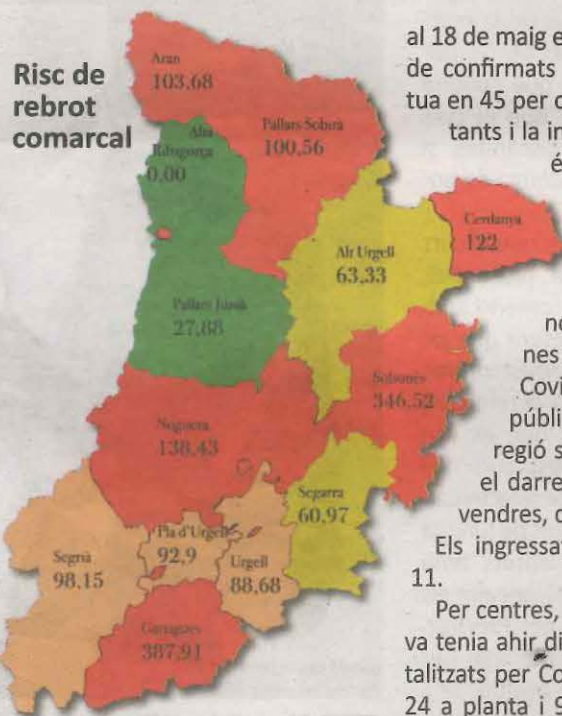 Risc de
rebrot
comarcal
Aran
103,68
Pallars Sobirà
100,56
Alta
Ribagorça
0,00
Cerdanya
122
Alt Urgell
63,33
Pallars Jussà
27,88
Solsonès
346,52
Noguera
138,43
Segarra
60,97
Pla d'Urgell
92,9
Segrià
98,15
Urgell
88,68
Garrigues
387,91
al 18 de maig e
de confirmats
tua en 45 per c
tants i la in
é
no
nes
Covi
públi
regió s
el darre
vendres, c
Els ingressat
11.
Per centres,
va tenia ahir di
talitzats per Co
24 a planta i 9